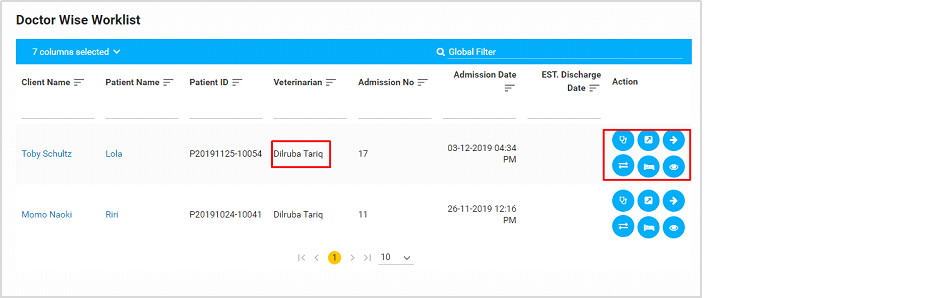 Doctor Wise Worklist
7 columns selected
Global Filter
Client Name Patient Name Patient ID Veterinarian Admission No Admission Date EST. Discharge Date Action
Toby Schultz Lola P20191125-10054 Dilruba Tariq 17 03-12-2019 04:34 PM
Momo Naoki Riri P20191024-10041 Dilruba Tariq 11 26-11-2019 12:16 PM
1 10